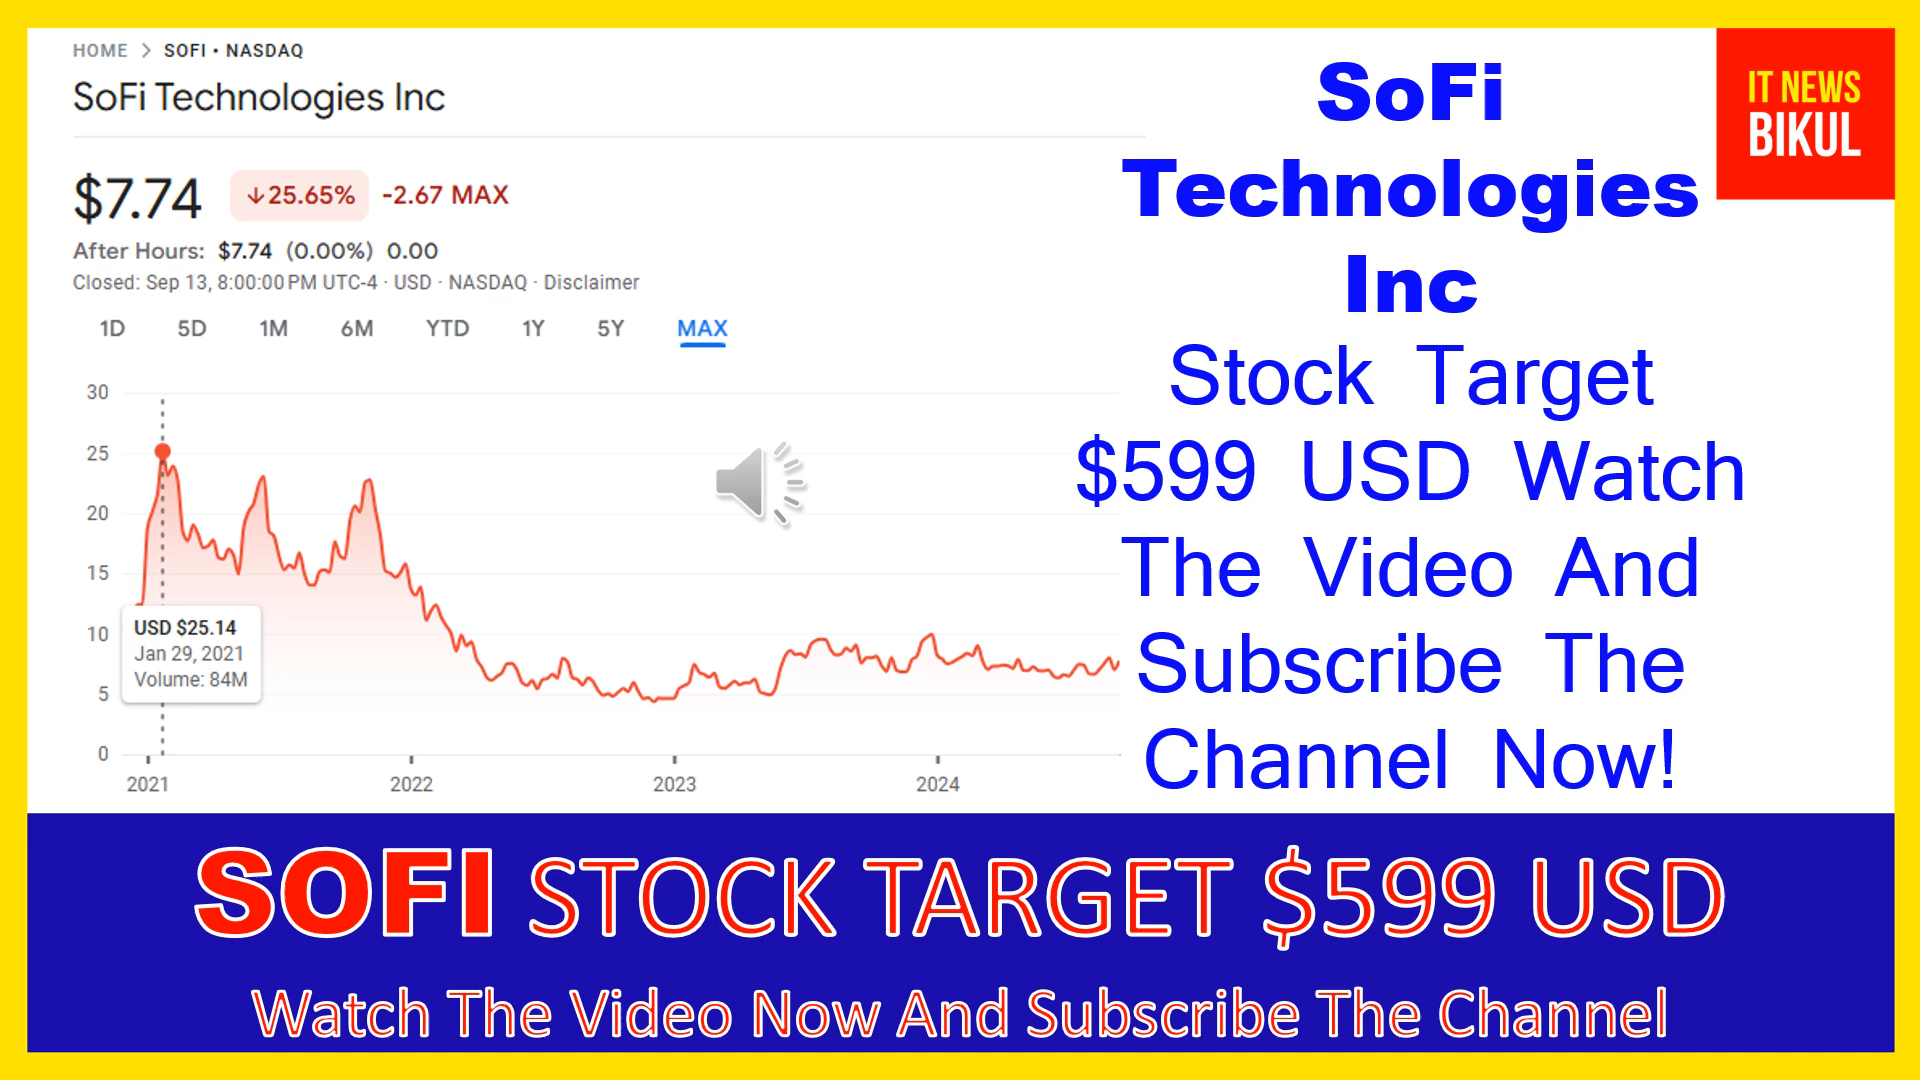 HOME > SOFI • NASDAQ
SoFi Technologies Inc
$7.74 ↓25.65% -2.67 MAX
After Hours: $7.74 (0.00%) 0.00
Closed: Sep 13, 8:00:00 PM UTC-4 · USD · NASDAQ · Disclaimer
1D 5D 1M 6M YTD 1Y 5Y MAX
30
25
20
15
10
5
0
USD $25.14
Jan 29, 2021
Volume: 84M
2021 2022 2023 2024
SoFi
Technologies
Inc
Stock Target
$599 USD Watch
The Video And
Subscribe The
Channel Now!
IT NEWS
BIKUL
SOFI STOCK TARGET $599 USD
Watch The Video Now And Subscribe The Channel